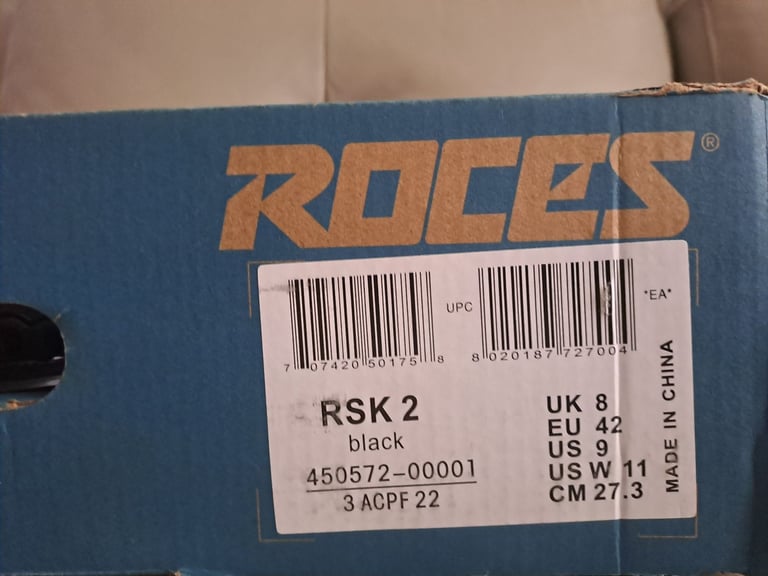 ROCES®
UPC
*EA*
7 07420 50175 8
8 020187 727004
RSK 2
black
450572-00001
3 ACPF 22
UK 8
EU 42
US 9
US W 11
CM 27.3
MADE IN CHINA